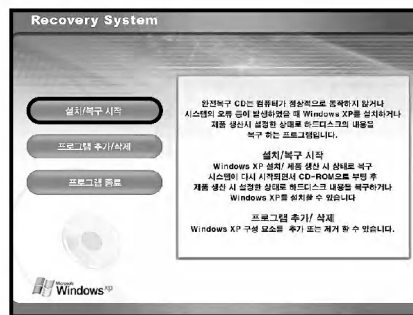 Recovery System
설치/복구 시작
프로그램 추가/삭제
프로그램 종료
완전복구 CD는 컴퓨터가 정상적으로 동작하지 않거나
시스템의 오류 등이 발생하였을 때 Windows XP를 설치하거나
제품 생산시 설정한 상태로 하드디스크의 내용을
복구 하는 프로그램입니다.
설치/복구 시작
Windows XP 설치/ 제품 생산 시 상태로 복구
시스템이 다시 시작되면서 CD-ROM으로 부팅 후
제품 생산 시 설정한 상태로 하드디스크 내용을 복구하거나
Windows XP를 설치할 수 있습니다
프로그램 추가/ 삭제
Windows XP 구성 요소를 추가 또는 제거 할 수 있습니다.
Microsoft
Windows xp